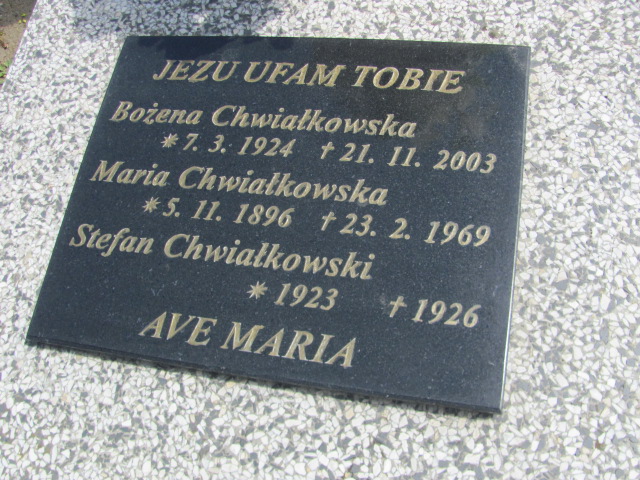 JEZU UFAM TOBIE
Bożena Chwiałkowska
*7. 3. 1924 †21. 11. 2003
Maria Chwiałkowska
*5. 11. 1896 †23. 2. 1969
Stefan Chwiałkowski
*1923 †1926
AVE MARIA